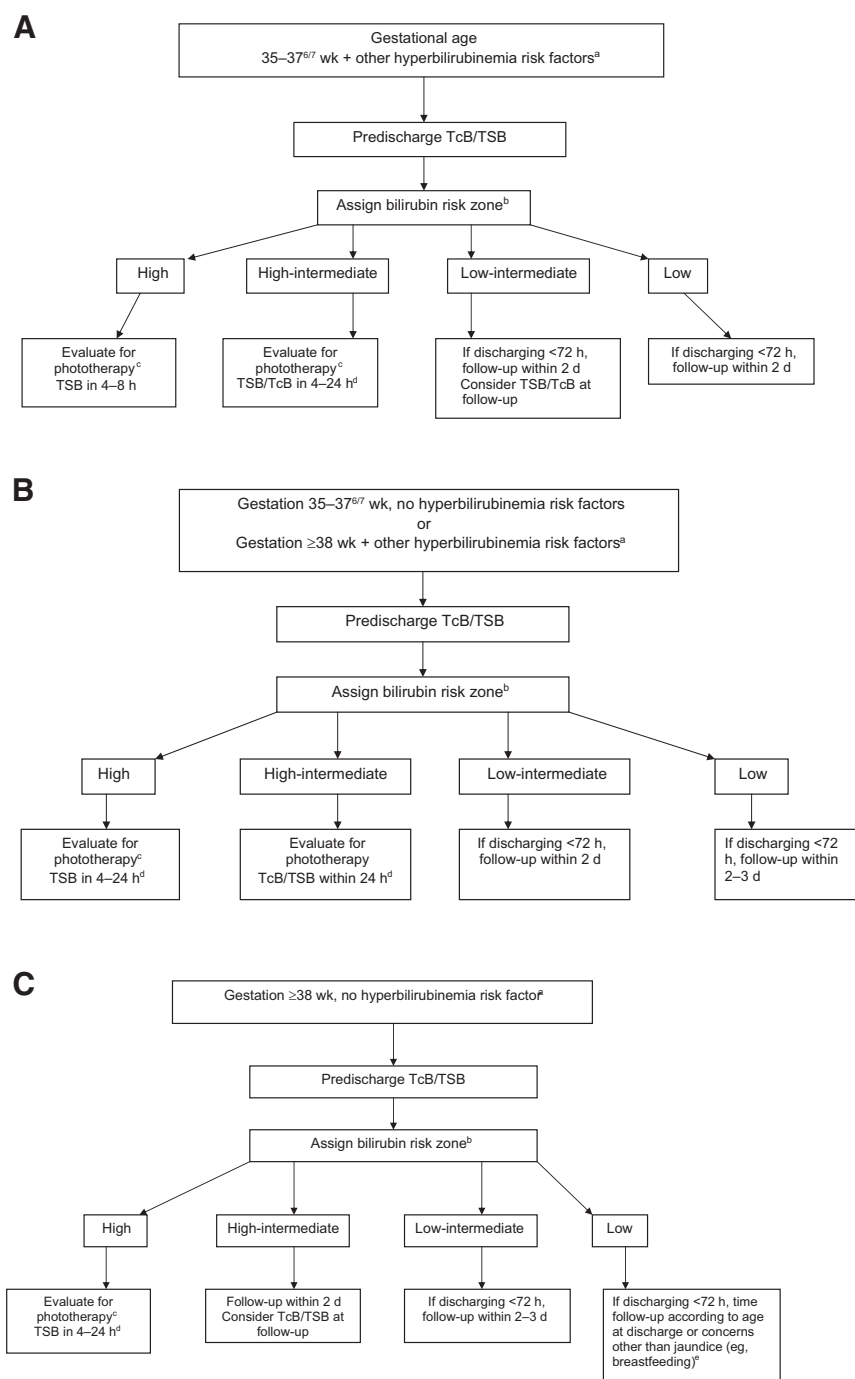 A
Gestational age
35–37⁶ᐟ⁷ wk + other hyperbilirubinemia risk factorsᵃ
Predischarge TcB/TSB
Assign bilirubin risk zoneᵇ
High
High-intermediate
Low-intermediate
Low
Evaluate for
phototherapyᶜ
TSB in 4–8 h
Evaluate for
phototherapyᶜ
TSB/TcB in 4–24 hᵈ
If discharging <72 h,
follow-up within 2 d
Consider TSB/TcB at
follow-up
If discharging <72 h,
follow-up within 2 d
B
Gestation 35–37⁶ᐟ⁷ wk, no hyperbilirubinemia risk factors
or
Gestation ≥38 wk + other hyperbilirubinemia risk factorsᵃ
Predischarge TcB/TSB
Assign bilirubin risk zoneᵇ
High
High-intermediate
Low-intermediate
Low
Evaluate for
phototherapyᶜ
TSB in 4–24 hᵈ
Evaluate for
phototherapy
TcB/TSB within 24 hᵈ
If discharging <72 h,
follow-up within 2 d
If discharging <72
h, follow-up within
2–3 d
C
Gestation ≥38 wk, no hyperbilirubinemia risk factorᵃ
Predischarge TcB/TSB
Assign bilirubin risk zoneᵇ
High
High-intermediate
Low-intermediate
Low
Evaluate for
phototherapyᶜ
TSB in 4–24 hᵈ
Follow-up within 2 d
Consider TcB/TSB at
follow-up
If discharging <72 h,
follow-up within 2–3 d
If discharging <72 h, time
follow-up according to age
at discharge or concerns
other than jaundice (eg,
breastfeeding)ᵉ